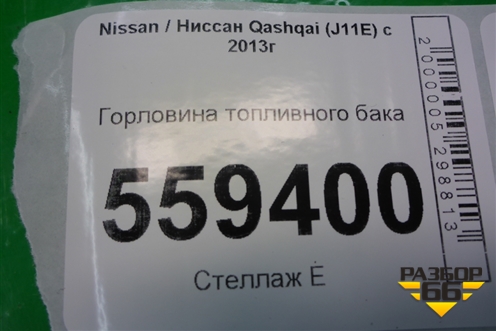 Nissan / Ниссан Qashqai (J11E) с
2013г
Горловина топливного бака
559400
Стеллаж Е
2000005298813
РАЗБОР
66